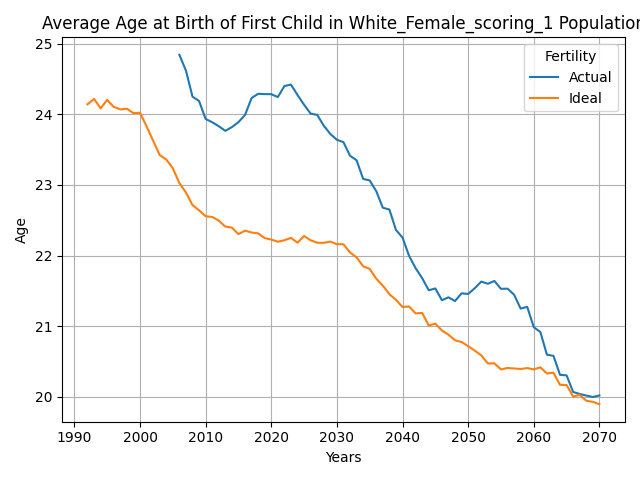 Average Age at Birth of First Child in White_Female_scoring_1 Population
Fertility
Actual
Ideal
25
24
23
22
21
20
Age
1990
2000
2010
2020
2030
2040
2050
2060
2070
Years